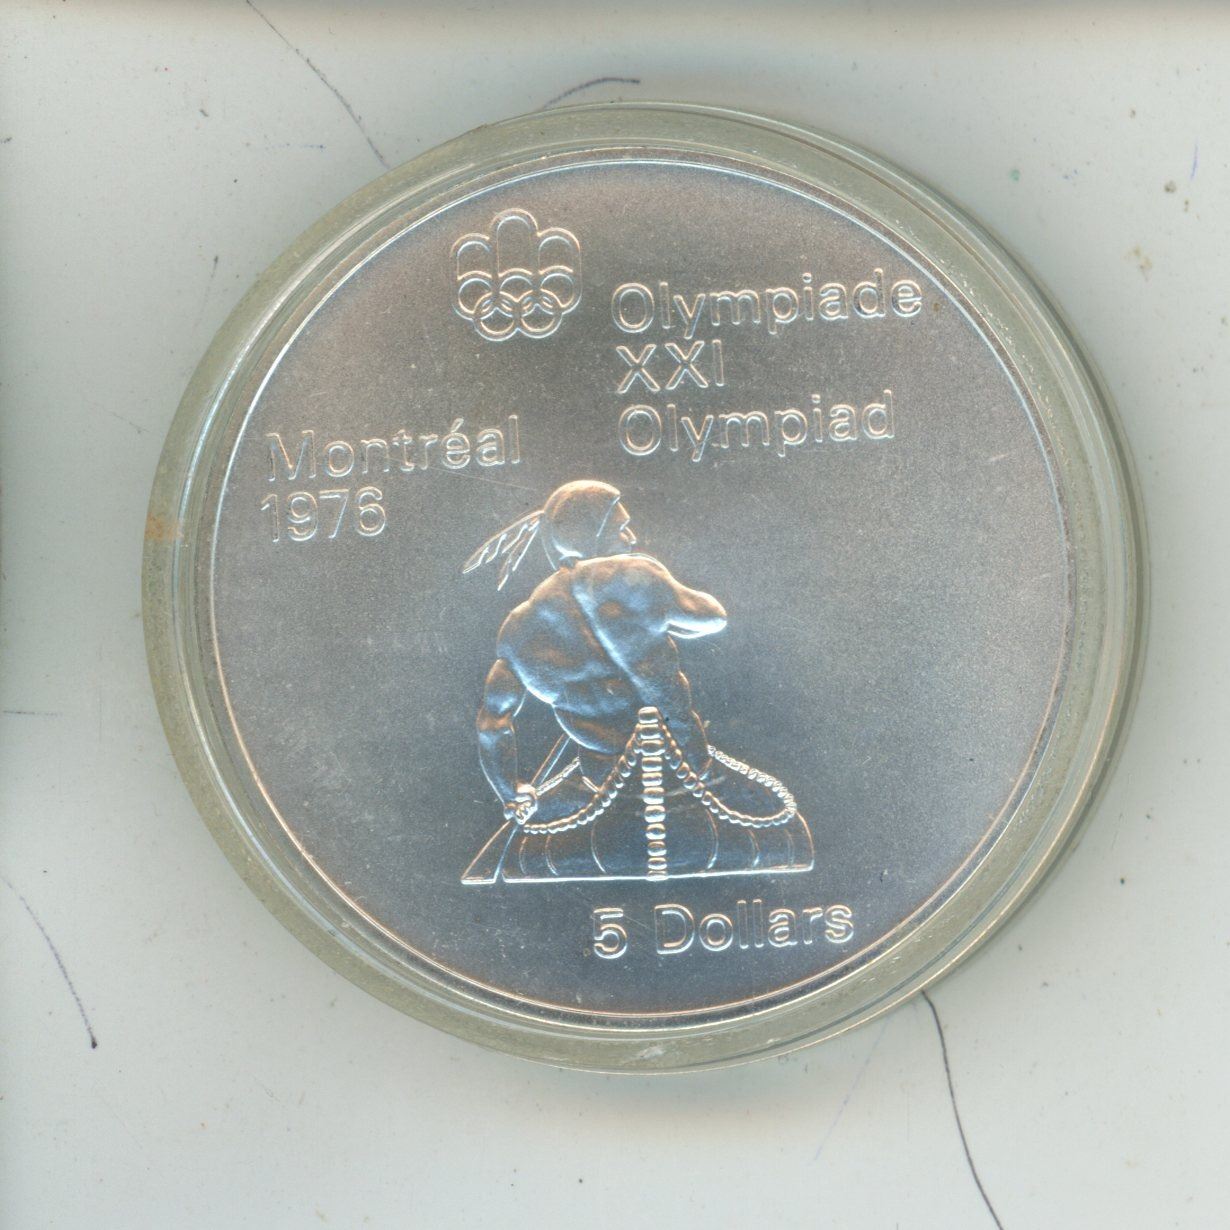 Olympiade
XXI
Olympiad
Montréal
1976
5 Dollars